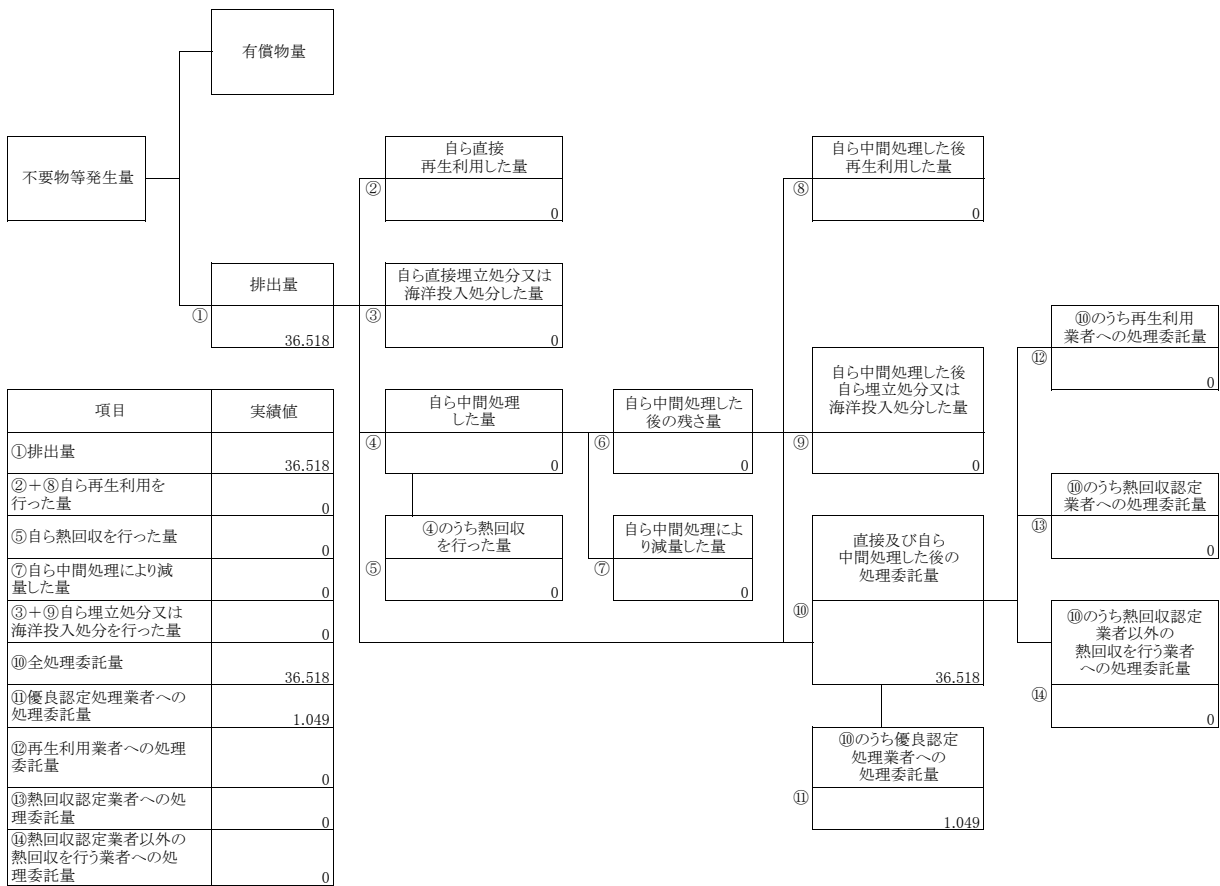 有償物量
不要物等発生量
自ら直接
再生利用した量
②
0
自ら中間処理した後
再生利用した量
⑧
0
排出量
①
36.518
自ら直接埋立処分又は
海洋投入処分した量
③
0
⑩のうち再生利用
業者への処理委託量
⑫
0
自ら中間処理
した量
④
0
自ら中間処理した
後の残さ量
⑥
0
自ら中間処理した後
自ら埋立処分又は
海洋投入処分した量
⑨
0
⑩のうち熱回収認定
業者への処理委託量
⑬
0
④のうち熱回収
を行った量
⑤
0
自ら中間処理によ
り減量した量
⑦
0
直接及び自ら
中間処理した後の
処理委託量
⑩
36.518
⑩のうち熱回収認定
業者以外の
熱回収を行う業者
への処理委託量
⑭
0
⑩のうち優良認定
処理業者への
処理委託量
⑪
1.049
項目 実績値
①排出量
36.518
②＋⑧自ら再生利用を
行った量
0
⑤自ら熱回収を行った量
0
⑦自ら中間処理により減
量した量
0
③＋⑨自ら埋立処分又は
海洋投入処分を行った量
0
⑩全処理委託量
36.518
⑪優良認定処理業者への
処理委託量
1.049
⑫再生利用業者への処理
委託量
0
⑬熱回収認定業者への処
理委託量
0
⑭熱回収認定業者以外の
熱回収を行う業者への処
理委託量
0